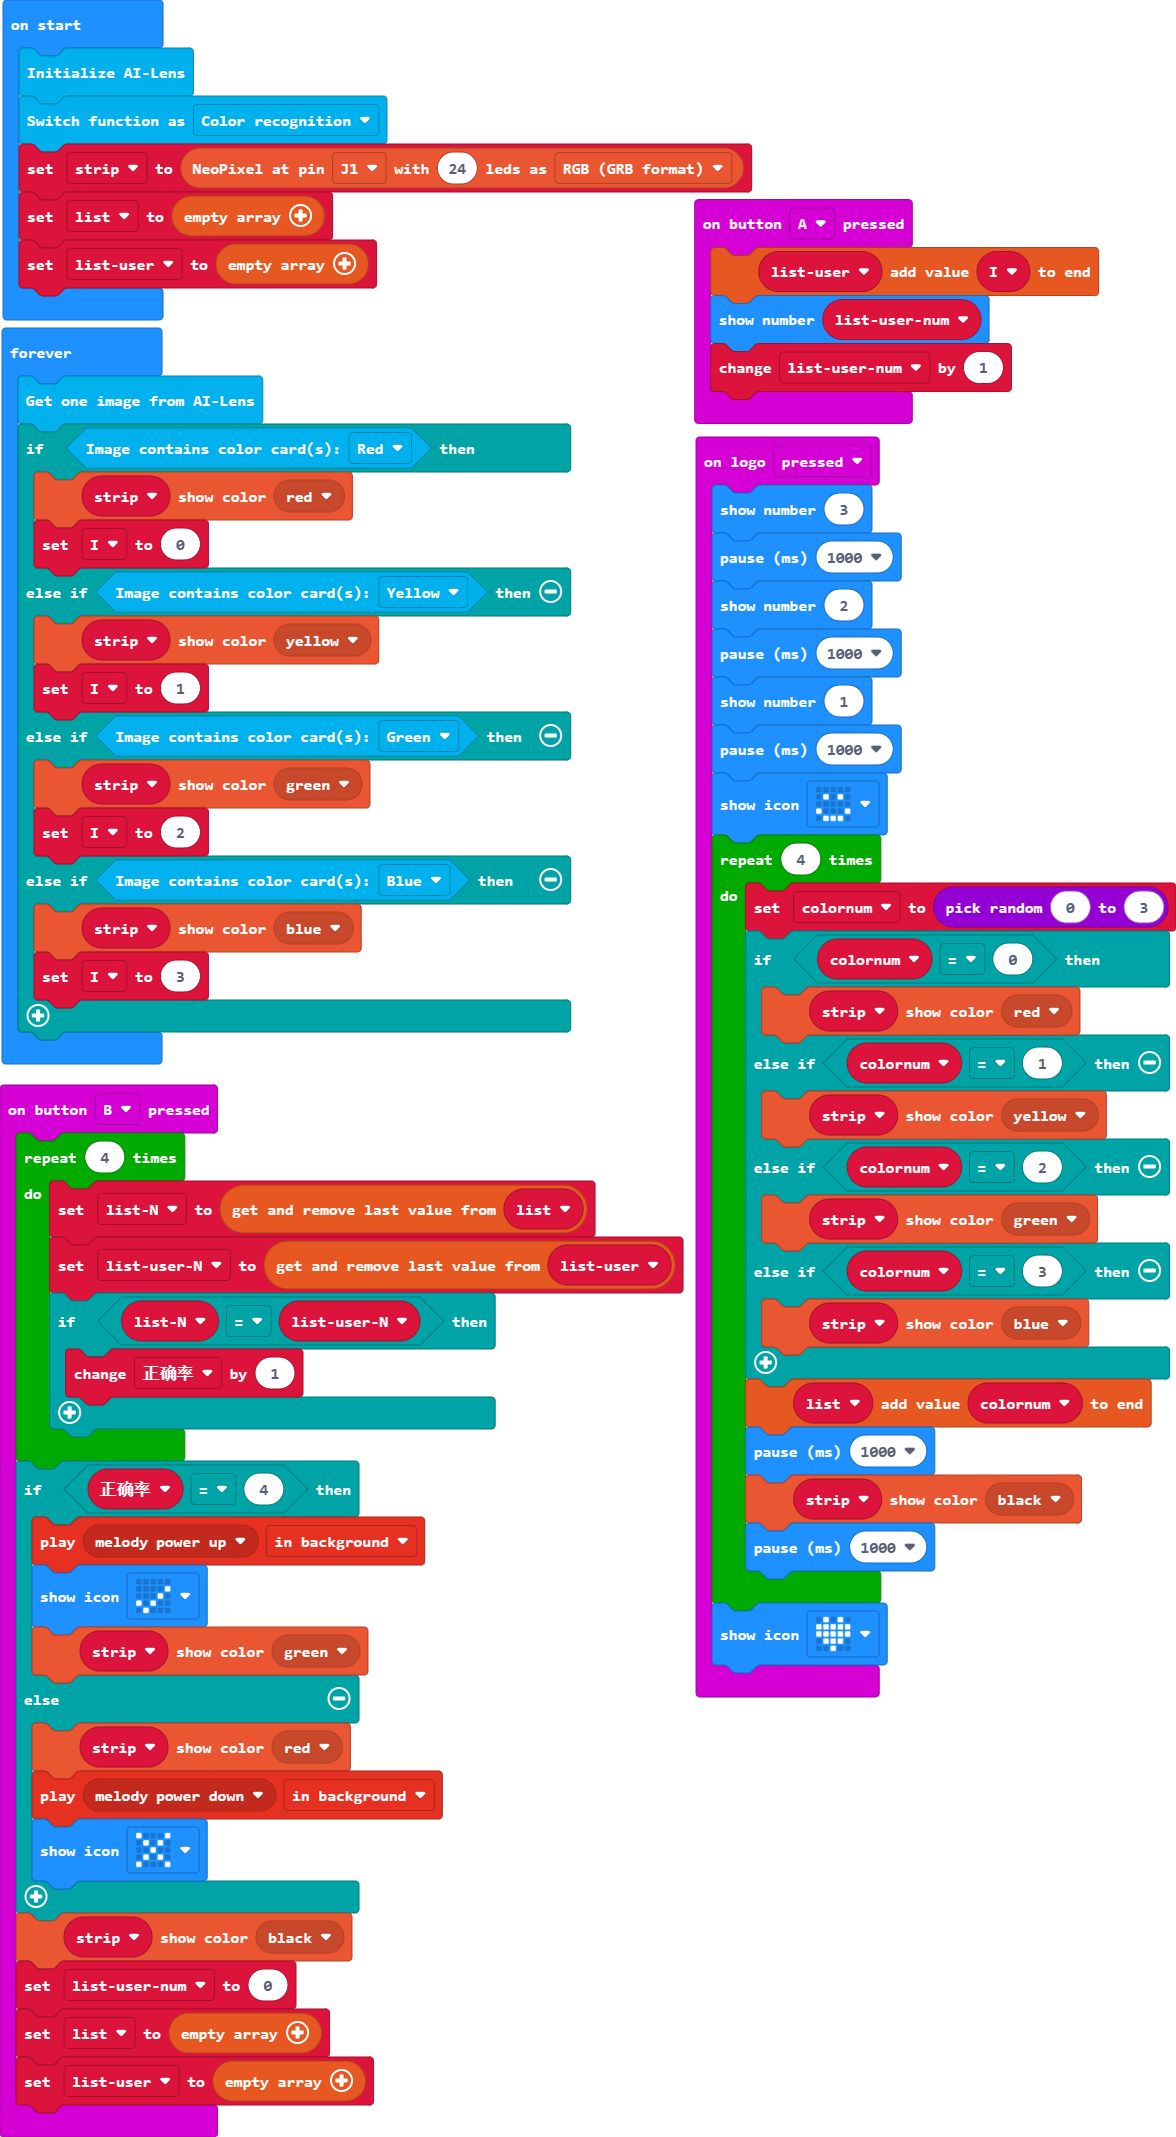 on start
Initialize AI-Lens
Switch function as Color recognition
set strip to NeoPixel at pin J1 with 24 leds as RGB (GRB format)
set list to empty array
set list-user to empty array
forever
Get one image from AI-Lens
if Image contains color card(s): Red then
strip show color red
set I to 0
else if Image contains color card(s): Yellow then
strip show color yellow
set I to 1
else if Image contains color card(s): Green then
strip show color green
set I to 2
else if Image contains color card(s): Blue then
strip show color blue
set I to 3
on button B pressed
repeat 4 times
do
set list-N to get and remove last value from list
set list-user-N to get and remove last value from list-user
if list-N = list-user-N then
change 正确率 by 1
if 正确率 = 4 then
play melody power up in background
show icon
strip show color green
else
strip show color red
play melody power down in background
show icon
strip show color black
set list-user-num to 0
set list to empty array
set list-user to empty array
on button A pressed
list-user add value I to end
show number list-user-num
change list-user-num by 1
on logo pressed
show number 3
pause (ms) 1000
show number 2
pause (ms) 1000
show number 1
pause (ms) 1000
show icon
repeat 4 times
do
set colornum to pick random 0 to 3
if colornum = 0 then
strip show color red
else if colornum = 1 then
strip show color yellow
else if colornum = 2 then
strip show color green
else if colornum = 3 then
strip show color blue
list add value colornum to end
pause (ms) 1000
strip show color black
pause (ms) 1000
show icon